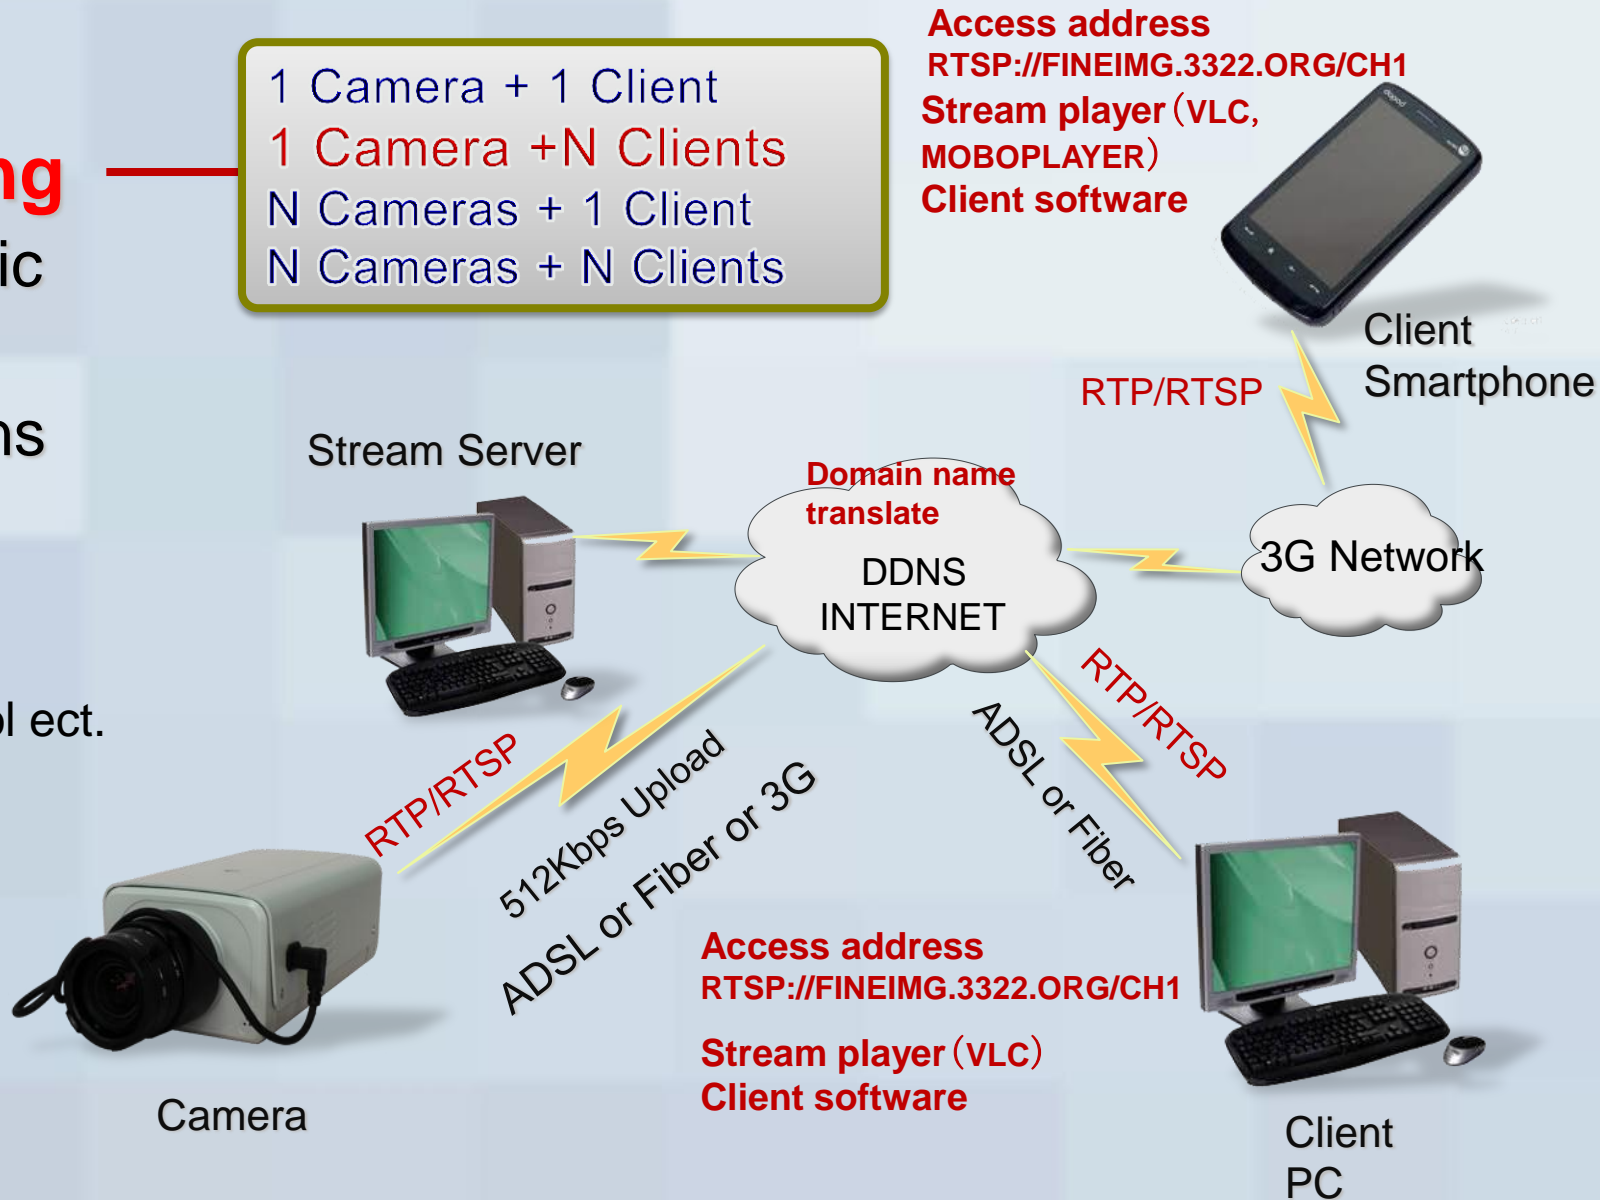 1 Camera + 1 Client
1 Camera +N Clients
N Cameras + 1 Client
N Cameras + N Clients
Access address
RTSP://FINEIMG.3322.ORG/CH1
Stream player（VLC,
MOBOPLAYER）
Client software
ng
ic
ns
ol ect.
Client
Smartphone
RTP/RTSP
Stream Server
Domain name
translate
DDNS
INTERNET
3G Network
RTP/RTSP
512Kbps Upload
ADSL or Fiber or 3G
RTP/RTSP
ADSL or Fiber
Access address
RTSP://FINEIMG.3322.ORG/CH1
Stream player（VLC）
Client software
Camera
Client
PC